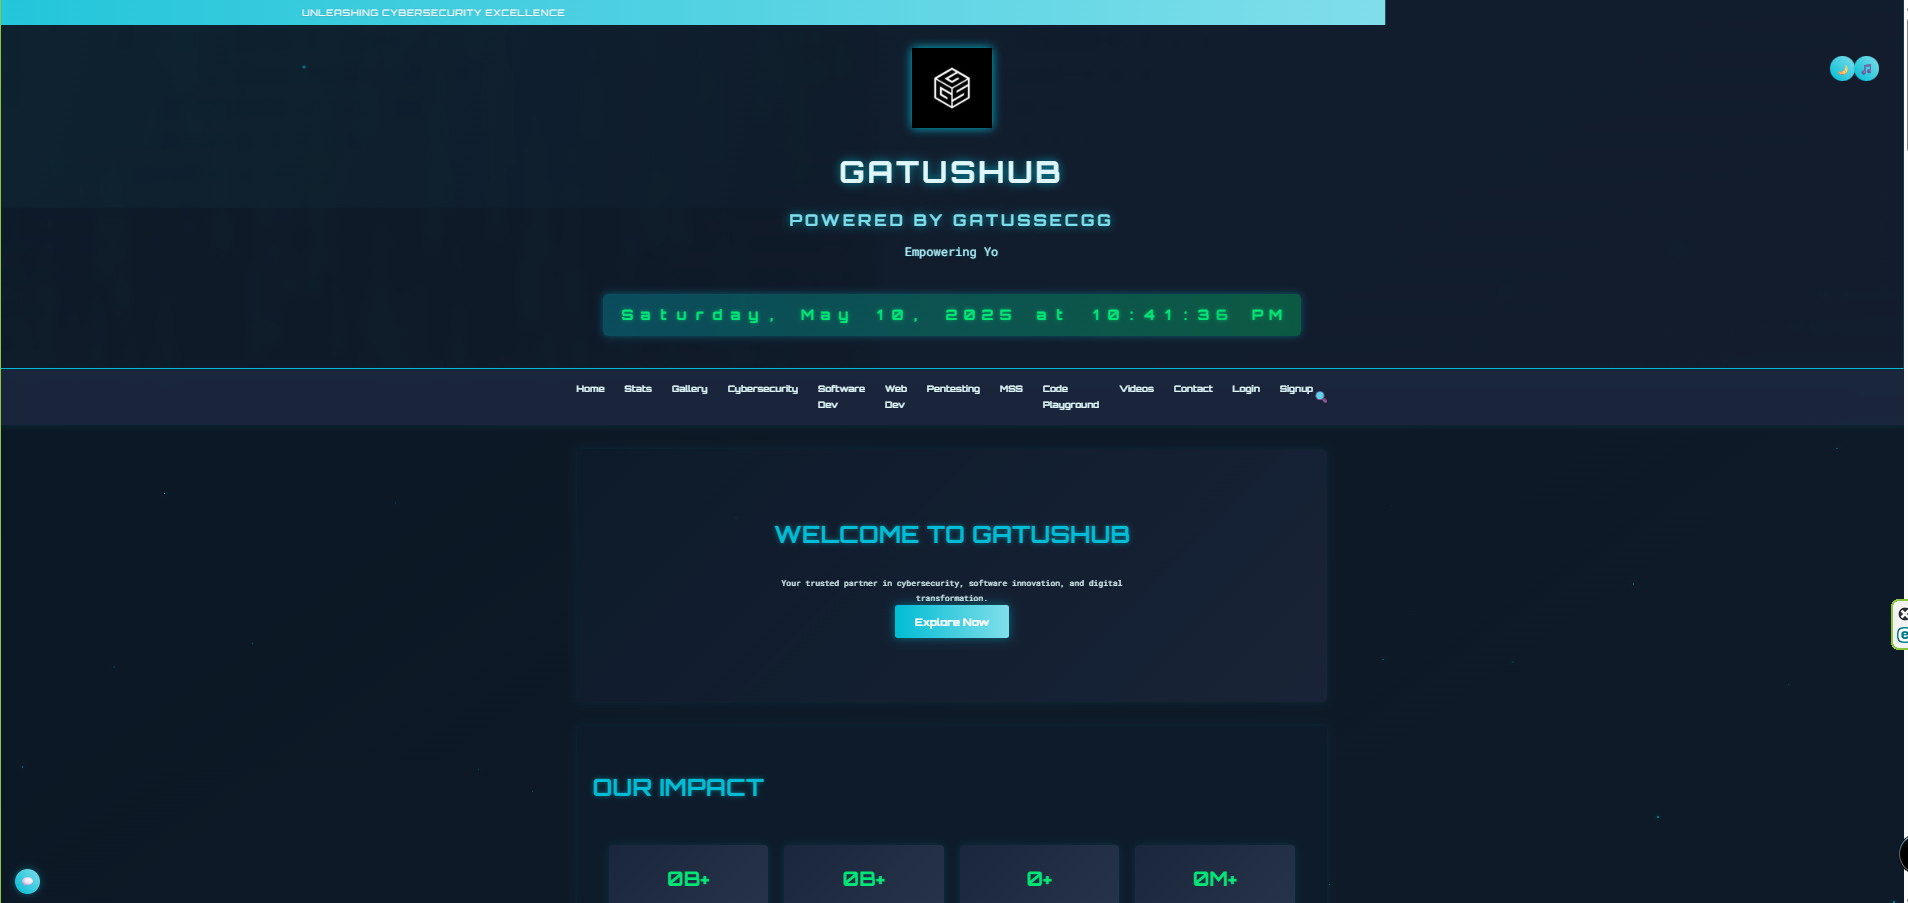 UNLEASHING CYBERSECURITY EXCELLENCE
GATUSHUB
POWERED BY GATUSSECGG
Empowering Yo
Saturday, May 10, 2025 at 10:41:36 PM
Home Stats Gallery Cybersecurity Software Dev Web Dev Pentesting MSS Code Playground Videos Contact Login Signup
WELCOME TO GATUSHUB
Your trusted partner in cybersecurity, software innovation, and digital
transformation.
Explore Now
OUR IMPACT
0B+ 0B+ 0+ 0M+